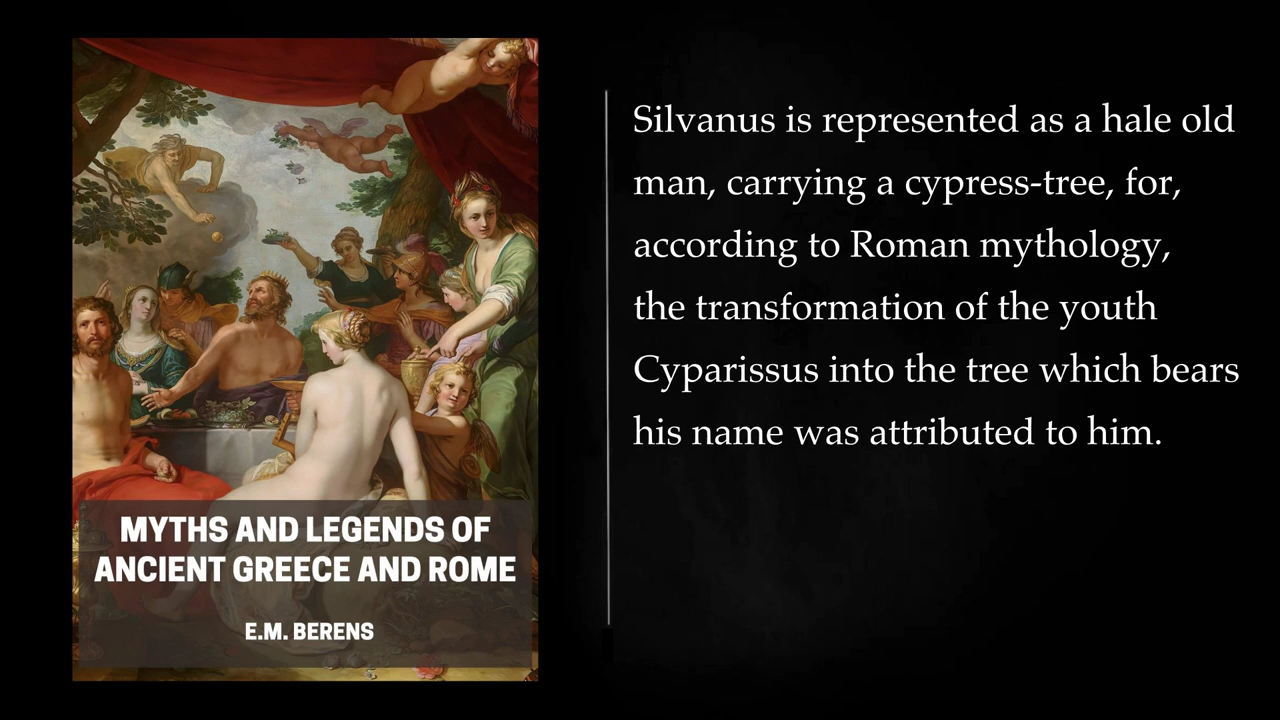 MYTHS AND LEGENDS OF
ANCIENT GREECE AND ROME
E.M. BERENS
Silvanus is represented as a hale old
man, carrying a cypress-tree, for,
according to Roman mythology,
the transformation of the youth
Cyparissus into the tree which bears
his name was attributed to him.